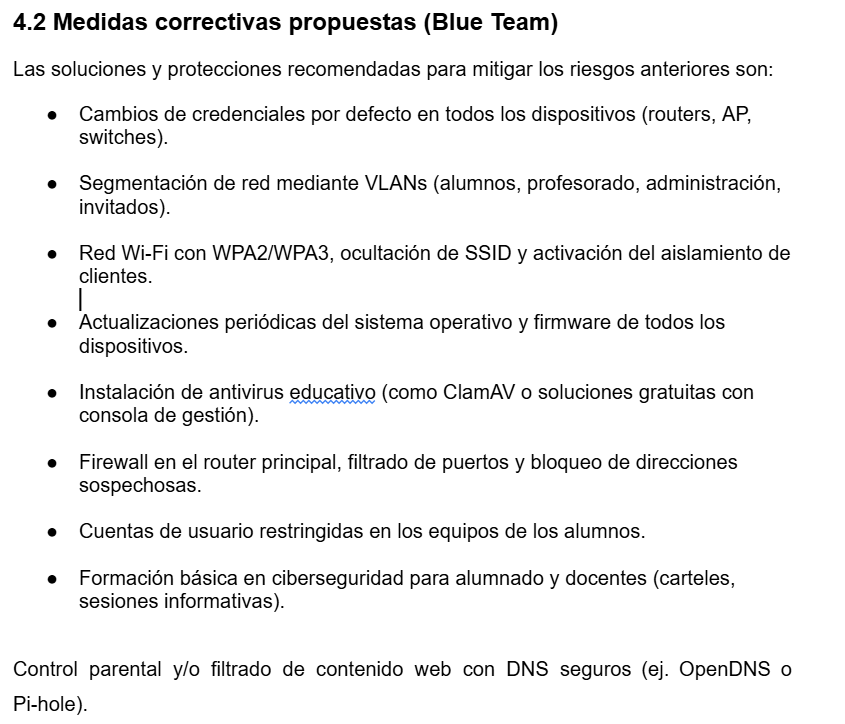 4.2 Medidas correctivas propuestas (Blue Team)
Las soluciones y protecciones recomendadas para mitigar los riesgos anteriores son:
● Cambios de credenciales por defecto en todos los dispositivos (routers, AP,
switches).
● Segmentación de red mediante VLANs (alumnos, profesorado, administración,
invitados).
● Red Wi-Fi con WPA2/WPA3, ocultación de SSID y activación del aislamiento de
clientes.
● Actualizaciones periódicas del sistema operativo y firmware de todos los
dispositivos.
● Instalación de antivirus educativo (como ClamAV o soluciones gratuitas con
consola de gestión).
● Firewall en el router principal, filtrado de puertos y bloqueo de direcciones
sospechosas.
● Cuentas de usuario restringidas en los equipos de los alumnos.
● Formación básica en ciberseguridad para alumnado y docentes (carteles,
sesiones informativas).
Control parental y/o filtrado de contenido web con DNS seguros (ej. OpenDNS o
Pi-hole).